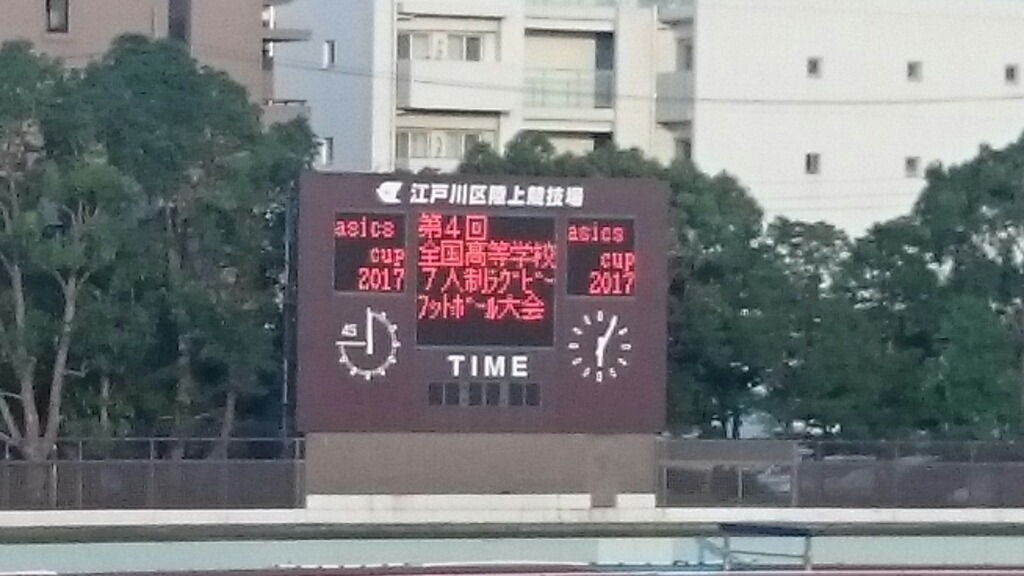 江戸川区陸上競技場
asics
cup
2017
第4回
全国高等学校
7人制ラグビー
フットボール大会
asics
cup
2017
45
TIME